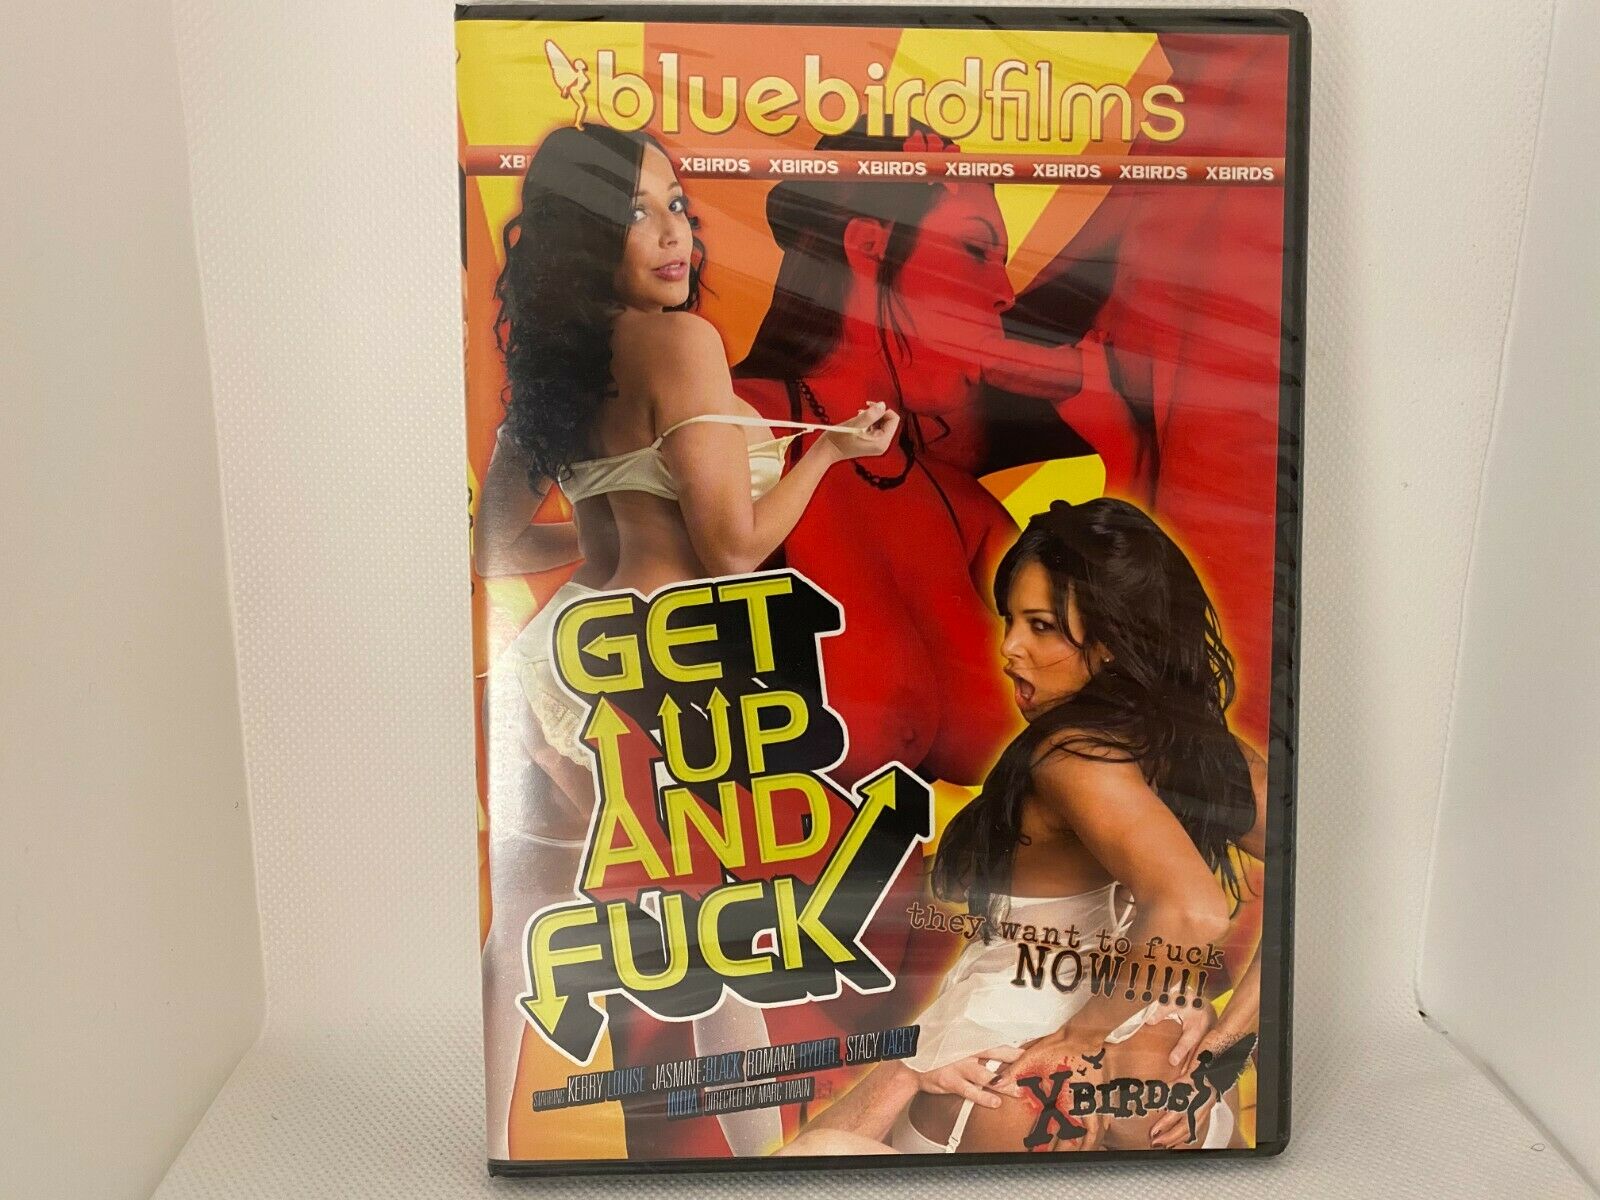 bluebirdfilms
XBIRDS XBIRDS XBIRDS XBIRDS XBIRDS XBIRDS XBIRDS
GET
UP
AND
FUCK
they want to fuck
NOW!!!!!
STARRING KERRY LOUISE JASMINE BLACK ROMANA RYDER STACY LACEY
INDIA DIRECTED BY MARC TWAIN
XBIRDS